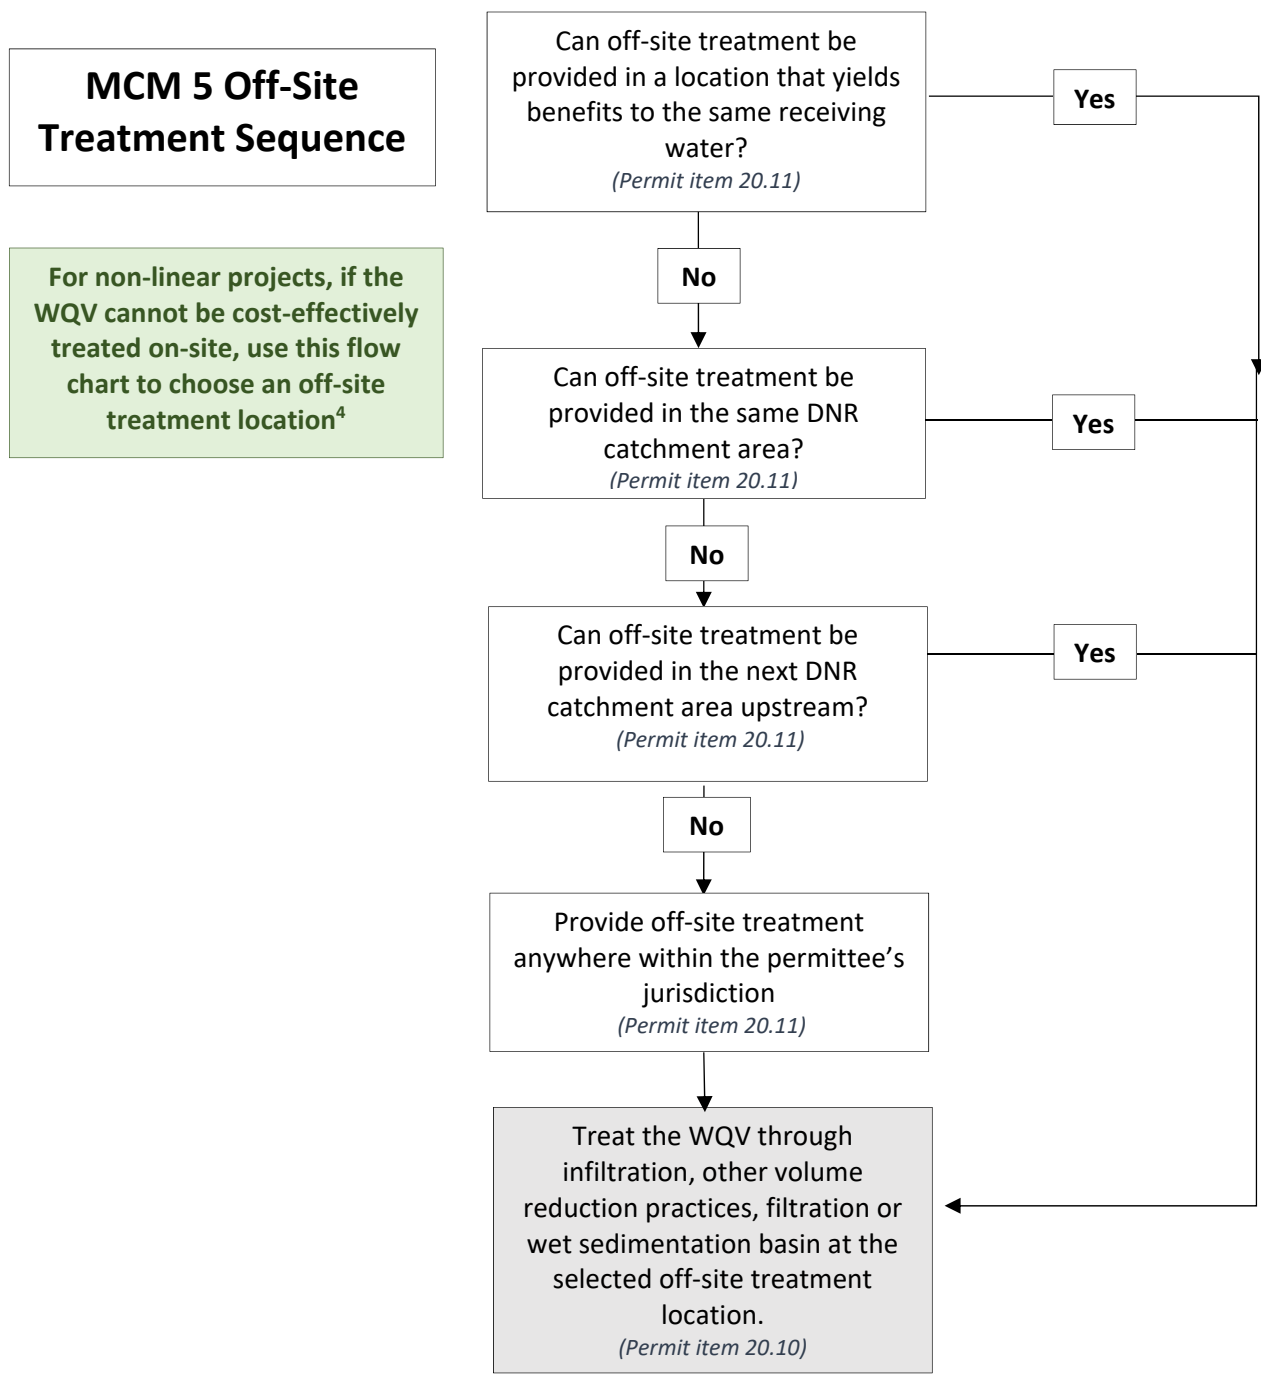 MCM 5 Off-Site
Treatment Sequence
For non-linear projects, if the
WQV cannot be cost-effectively
treated on-site, use this flow
chart to choose an off-site
treatment location⁴
Can off-site treatment be
provided in a location that yields
benefits to the same receiving
water?
(Permit item 20.11)
Yes
No
Can off-site treatment be
provided in the same DNR
catchment area?
(Permit item 20.11)
Yes
No
Can off-site treatment be
provided in the next DNR
catchment area upstream?
(Permit item 20.11)
Yes
No
Provide off-site treatment
anywhere within the permittee’s
jurisdiction
(Permit item 20.11)
Treat the WQV through
infiltration, other volume
reduction practices, filtration or
wet sedimentation basin at the
selected off-site treatment
location.
(Permit item 20.10)